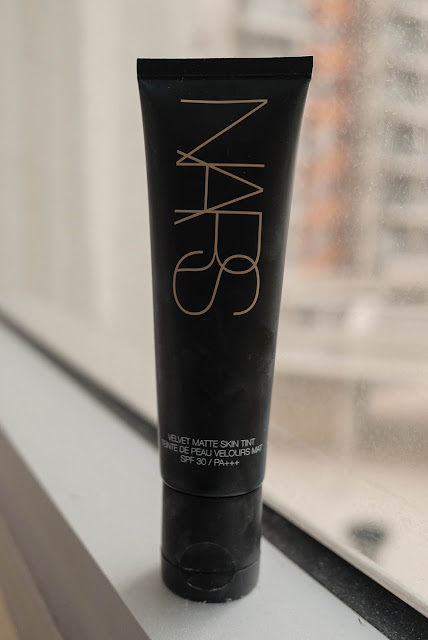 NARS
VELVET MATTE SKIN TINT
TEINTE DE PEAU VELOURS MAT
SPF 30 / PA+++